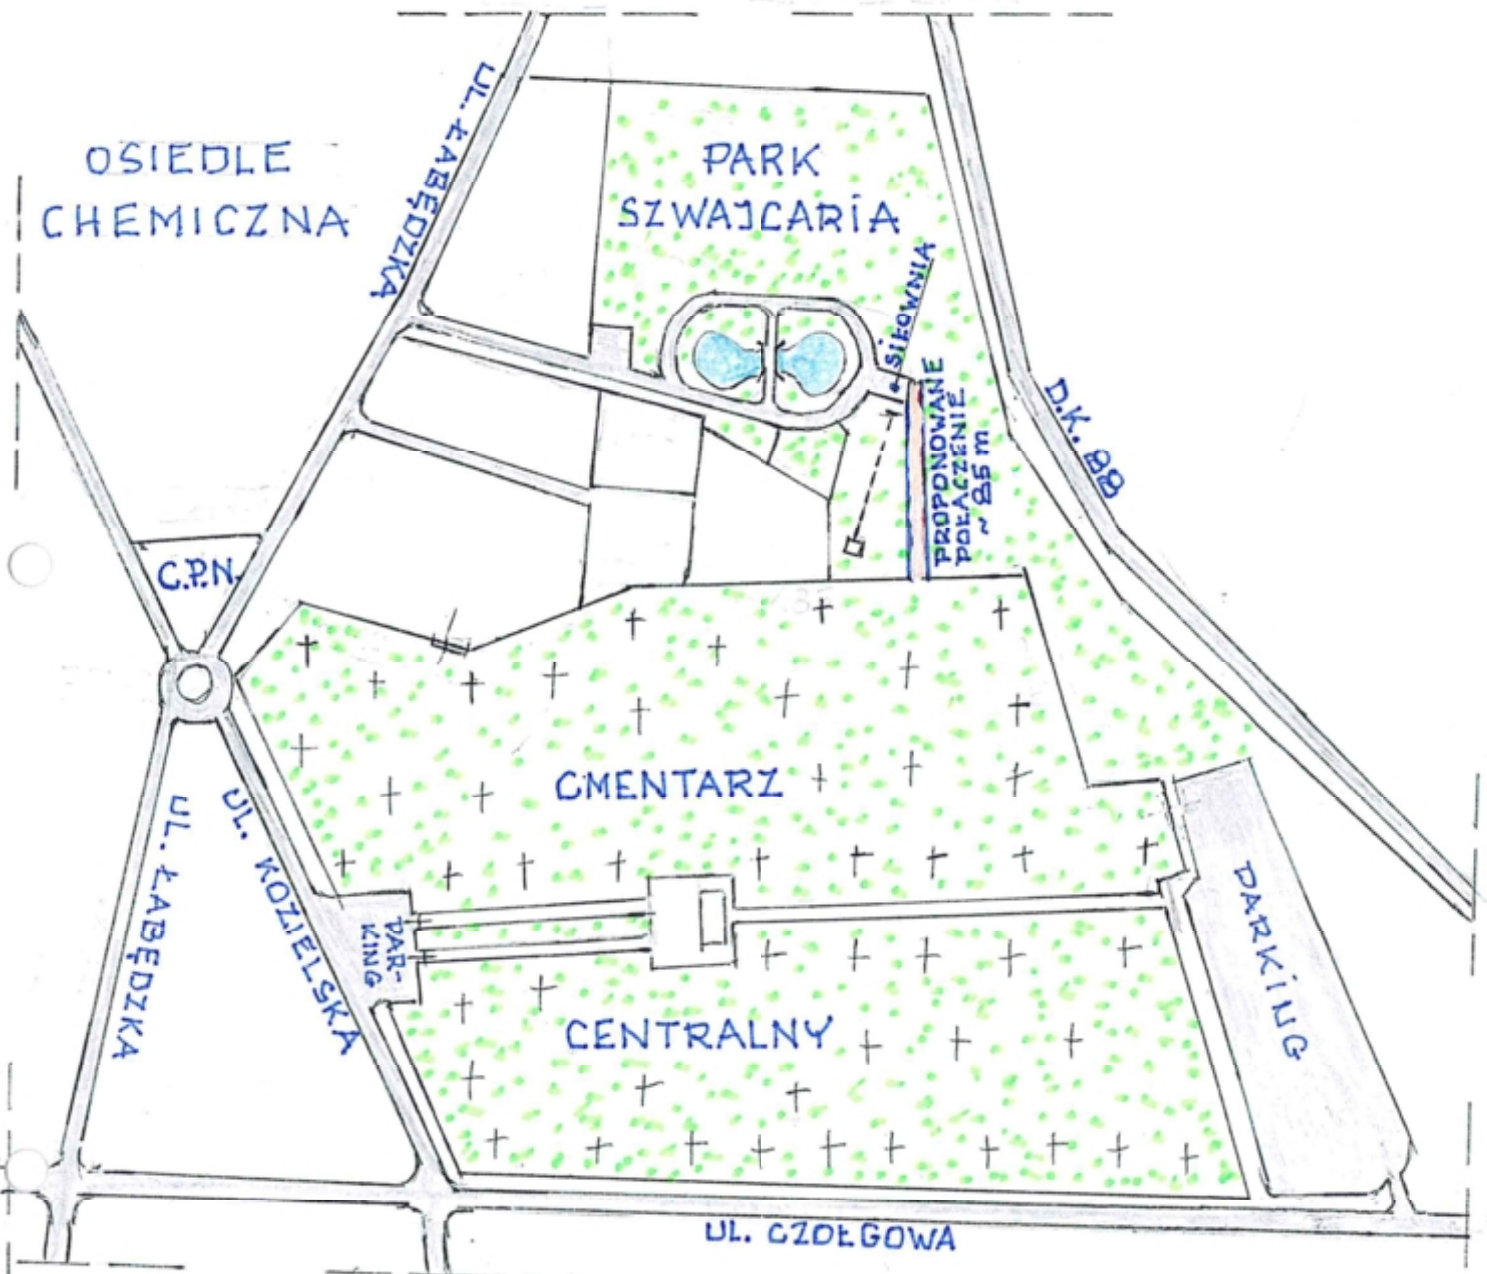 OSIEDLE
CHEMICZNA
UL. ŁABĘDZKA
PARK
SZWAJCARIA
SIŁOWNIA
PROPONOWANE
POŁĄCZENIE
~ 85 m
D.K. 88
C.P.N.
CMENTARZ
CENTRALNY
UL. ŁABĘDZKA
UL. KOZIELSKA
PAR-
KING
PARKING
UL. CZOŁGOWA